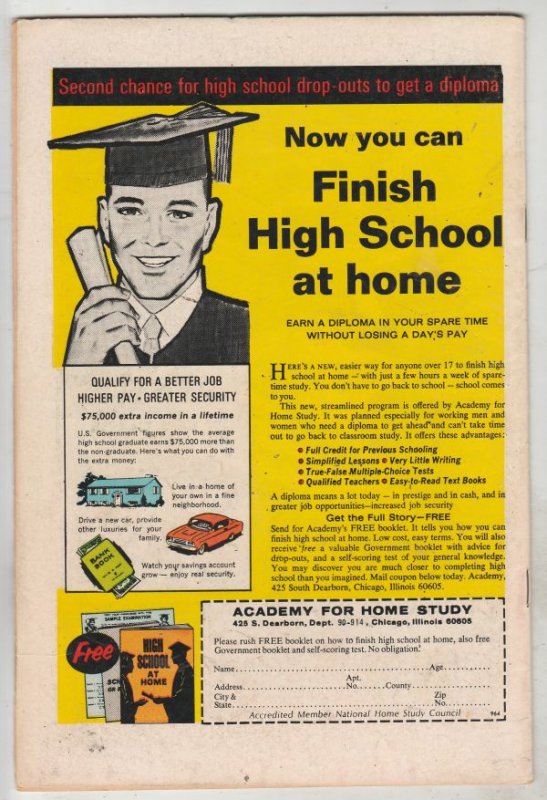 Second chance for high school drop-outs to get a diploma
Now you can
Finish
High School
at home
EARN A DIPLOMA IN YOUR SPARE TIME
WITHOUT LOSING A DAY'S PAY
HERE'S A NEW, easier way for anyone over 17 to finish high
school at home — with just a few hours a week of spare-
time study. You don't have to go back to school — school comes
to you.
This new, streamlined program is offered by Academy for
Home Study. It was planned especially for working men and
women who need a diploma to get ahead and can't take time
out to go back to classroom study. It offers these advantages:
• Full Credit for Previous Schooling
• Simplified Lessons • Very Little Writing
• True-False Multiple-Choice Tests
• Qualified Teachers • Easy-to-Read Text Books
A diploma means a lot today – in prestige and in cash, and in
greater job opportunities—increased job security
Get the Full Story—FREE
Send for Academy's FREE booklet. It tells you how you can
finish high school at home. Low cost, easy terms. You will also
receive free a valuable Government booklet with advice for
drop-outs, and a self-scoring test of your general knowledge.
You may discover you are much closer to completing high
school than you imagined. Mail coupon below today. Academy,
425 South Dearborn, Chicago, Illinois 60605.
QUALIFY FOR A BETTER JOB
HIGHER PAY • GREATER SECURITY
$75,000 extra income in a lifetime
U.S. Government figures show the average
high school graduate earns $75,000 more than
the non-graduate. Here's what you can do with
the extra money:
Live in a home of
your own in a fine
neighborhood.
Drive a new car, provide
other luxuries for your
family.
BANK
BOOK
Watch your savings account
grow — enjoy real security.
SAMPLE EXAMINATION
Free
HIGH
SCHOOL
AT
HOME
ACADEMY FOR HOME STUDY
425 S. Dearborn, Dept. 90-914, Chicago, Illinois 60605
Please rush FREE booklet on how to finish high school at home, also free
Government booklet and self-scoring test. No obligation!
Name Age
Apt.
Address No. County
City & Zip
State No.
Accredited Member National Home Study Council 964